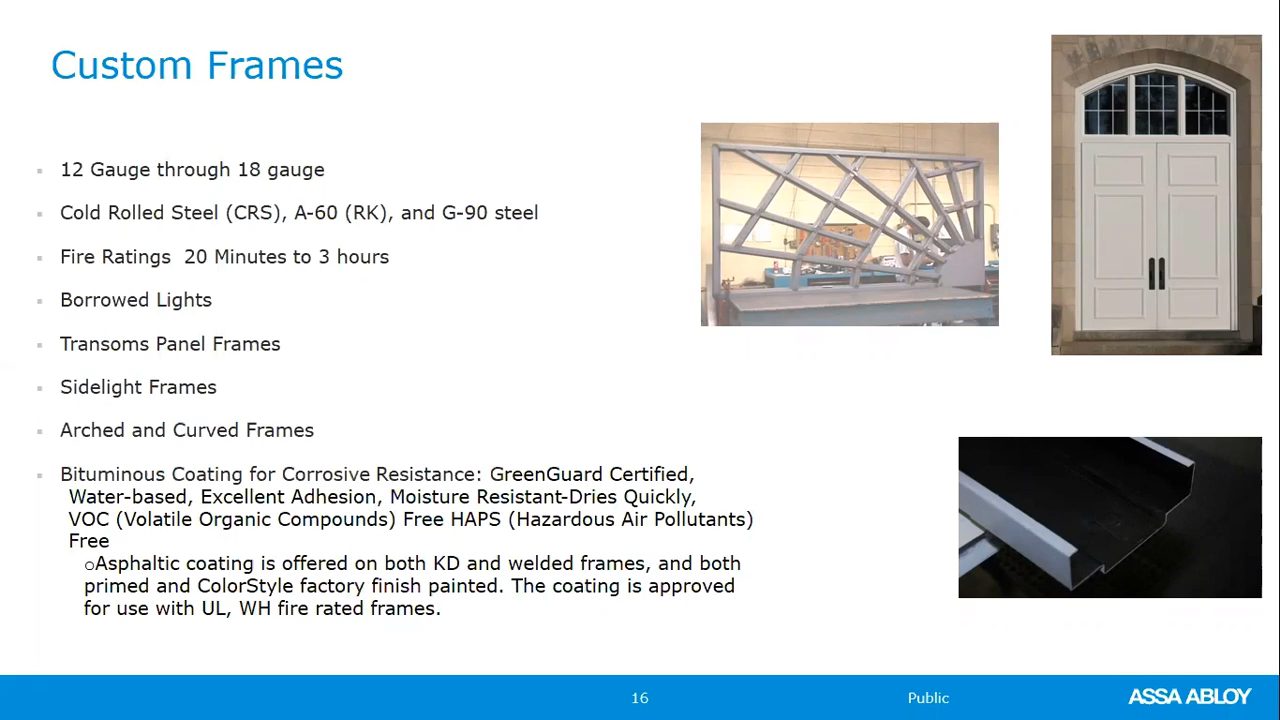 Custom Frames
12 Gauge through 18 gauge
Cold Rolled Steel (CRS), A-60 (RK), and G-90 steel
Fire Ratings  20 Minutes to 3 hours
Borrowed Lights
Transoms Panel Frames
Sidelight Frames
Arched and Curved Frames
Bituminous Coating for Corrosive Resistance: GreenGuard Certified,
Water-based, Excellent Adhesion, Moisture Resistant-Dries Quickly,
VOC (Volatile Organic Compounds) Free HAPS (Hazardous Air Pollutants)
Free
oAsphaltic coating is offered on both KD and welded frames, and both
primed and ColorStyle factory finish painted. The coating is approved
for use with UL, WH fire rated frames.
16
Public
ASSA ABLOY